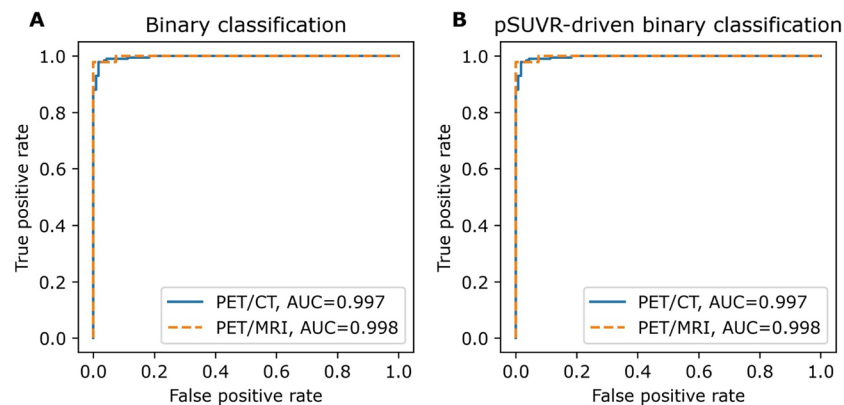 A
Binary classification
1.0
0.8
0.6
0.4
0.2
0.0
True positive rate
PET/CT, AUC=0.997
PET/MRI, AUC=0.998
0.0 0.2 0.4 0.6 0.8 1.0
False positive rate
B
pSUVR-driven binary classification
1.0
0.8
0.6
0.4
0.2
0.0
True positive rate
PET/CT, AUC=0.997
PET/MRI, AUC=0.998
0.0 0.2 0.4 0.6 0.8 1.0
False positive rate